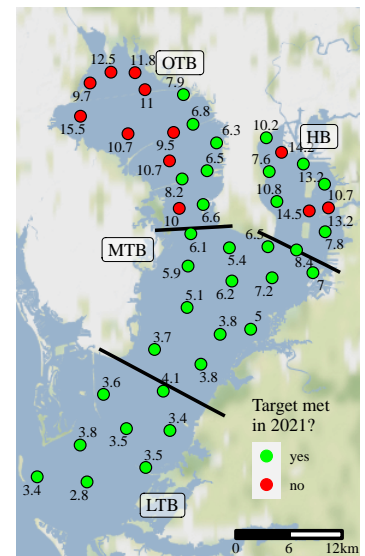 12.5 11.8
OTB
9.7 11 7.9
15.5 6.8
10.7 9.5 6.3
10.2 HB
14.2
10.7 6.5 7.6 13.2
8.2 10.8 10.7
10 6.6 14.5 13.2
MTB 6.1 5.4 6.5 7.8
8.4
5.9 6.2 7.2 7
5.1
3.8 5
3.7
3.8
3.6 4.1
Target met
in 2021?
3.8 3.5 3.4
yes
3.4 2.8 3.5
no
LTB
0 6 12km